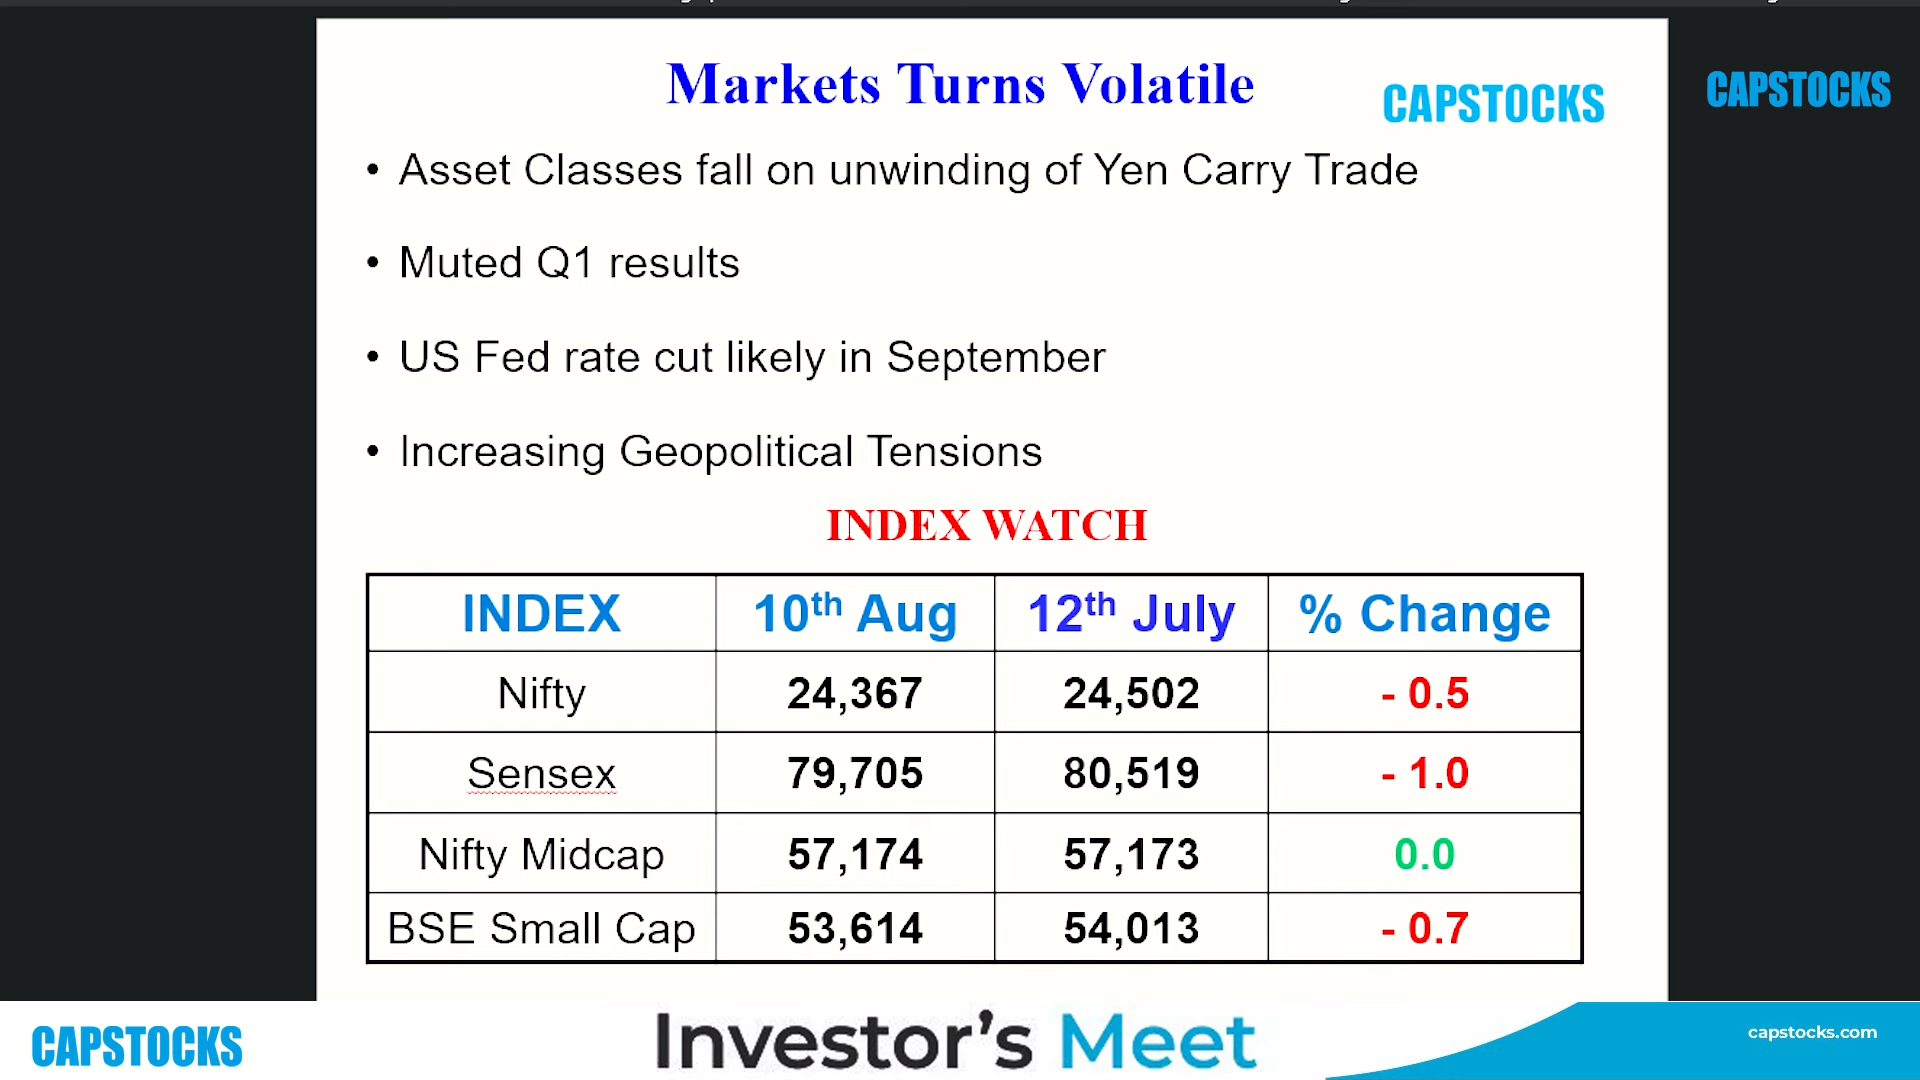 Markets Turns Volatile
CAPSTOCKS
CAPSTOCKS
• Asset Classes fall on unwinding of Yen Carry Trade
• Muted Q1 results
• US Fed rate cut likely in September
• Increasing Geopolitical Tensions
INDEX WATCH
INDEX 10th Aug 12th July % Change
Nifty 24,367 24,502 - 0.5
Sensex 79,705 80,519 - 1.0
Nifty Midcap 57,174 57,173 0.0
BSE Small Cap 53,614 54,013 - 0.7
CAPSTOCKS
Investor's Meet
capstocks.com